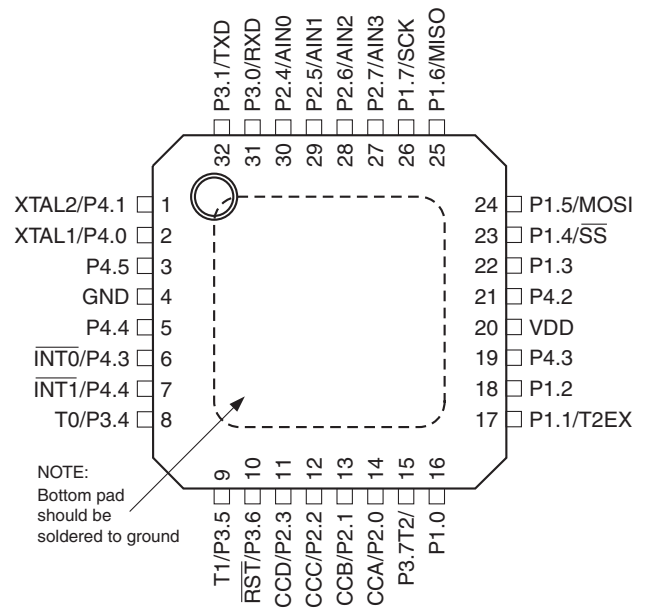 P3.1/TXD
P3.0/RXD
P2.4/AIN0
P2.5/AIN1
P2.6/AIN2
P2.7/AIN3
P1.7/SCK
P1.6/MISO
32
31
30
29
28
27
26
25
XTAL2/P4.1 1
XTAL1/P4.0 2
P4.5 3
GND 4
P4.4 5
I̅N̅T̅0̅/P4.3 6
I̅N̅T̅1̅/P4.4 7
T0/P3.4 8
24 P1.5/MOSI
23 P1.4/S̅S̅
22 P1.3
21 P4.2
20 VDD
19 P4.3
18 P1.2
17 P1.1/T2EX
NOTE:
Bottom pad
should be
soldered to ground
9
10
11
12
13
14
15
16
T1/P3.5
R̅S̅T̅/P3.6
CCD/P2.3
CCC/P2.2
CCB/P2.1
CCA/P2.0
P3.7T2/
P1.0